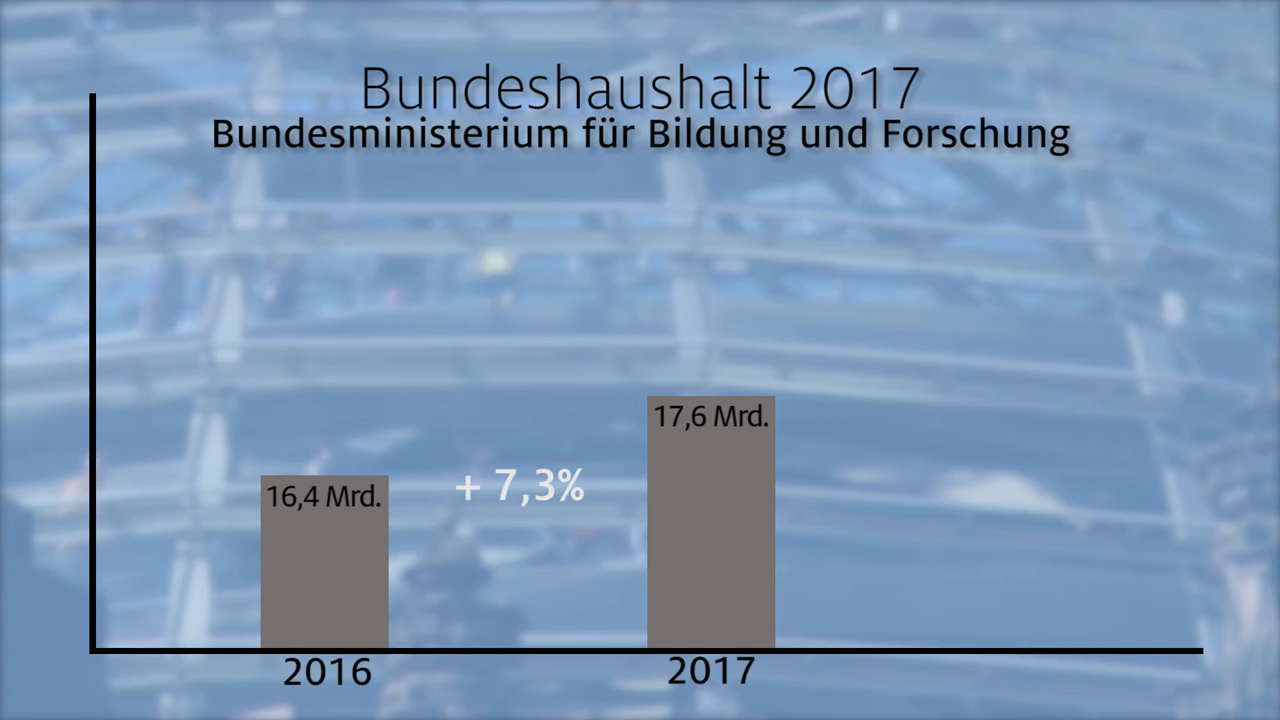 Bundeshaushalt 2017
Bundesministerium für Bildung und Forschung
17,6 Mrd.
16,4 Mrd.
+ 7,3%
2016
2017